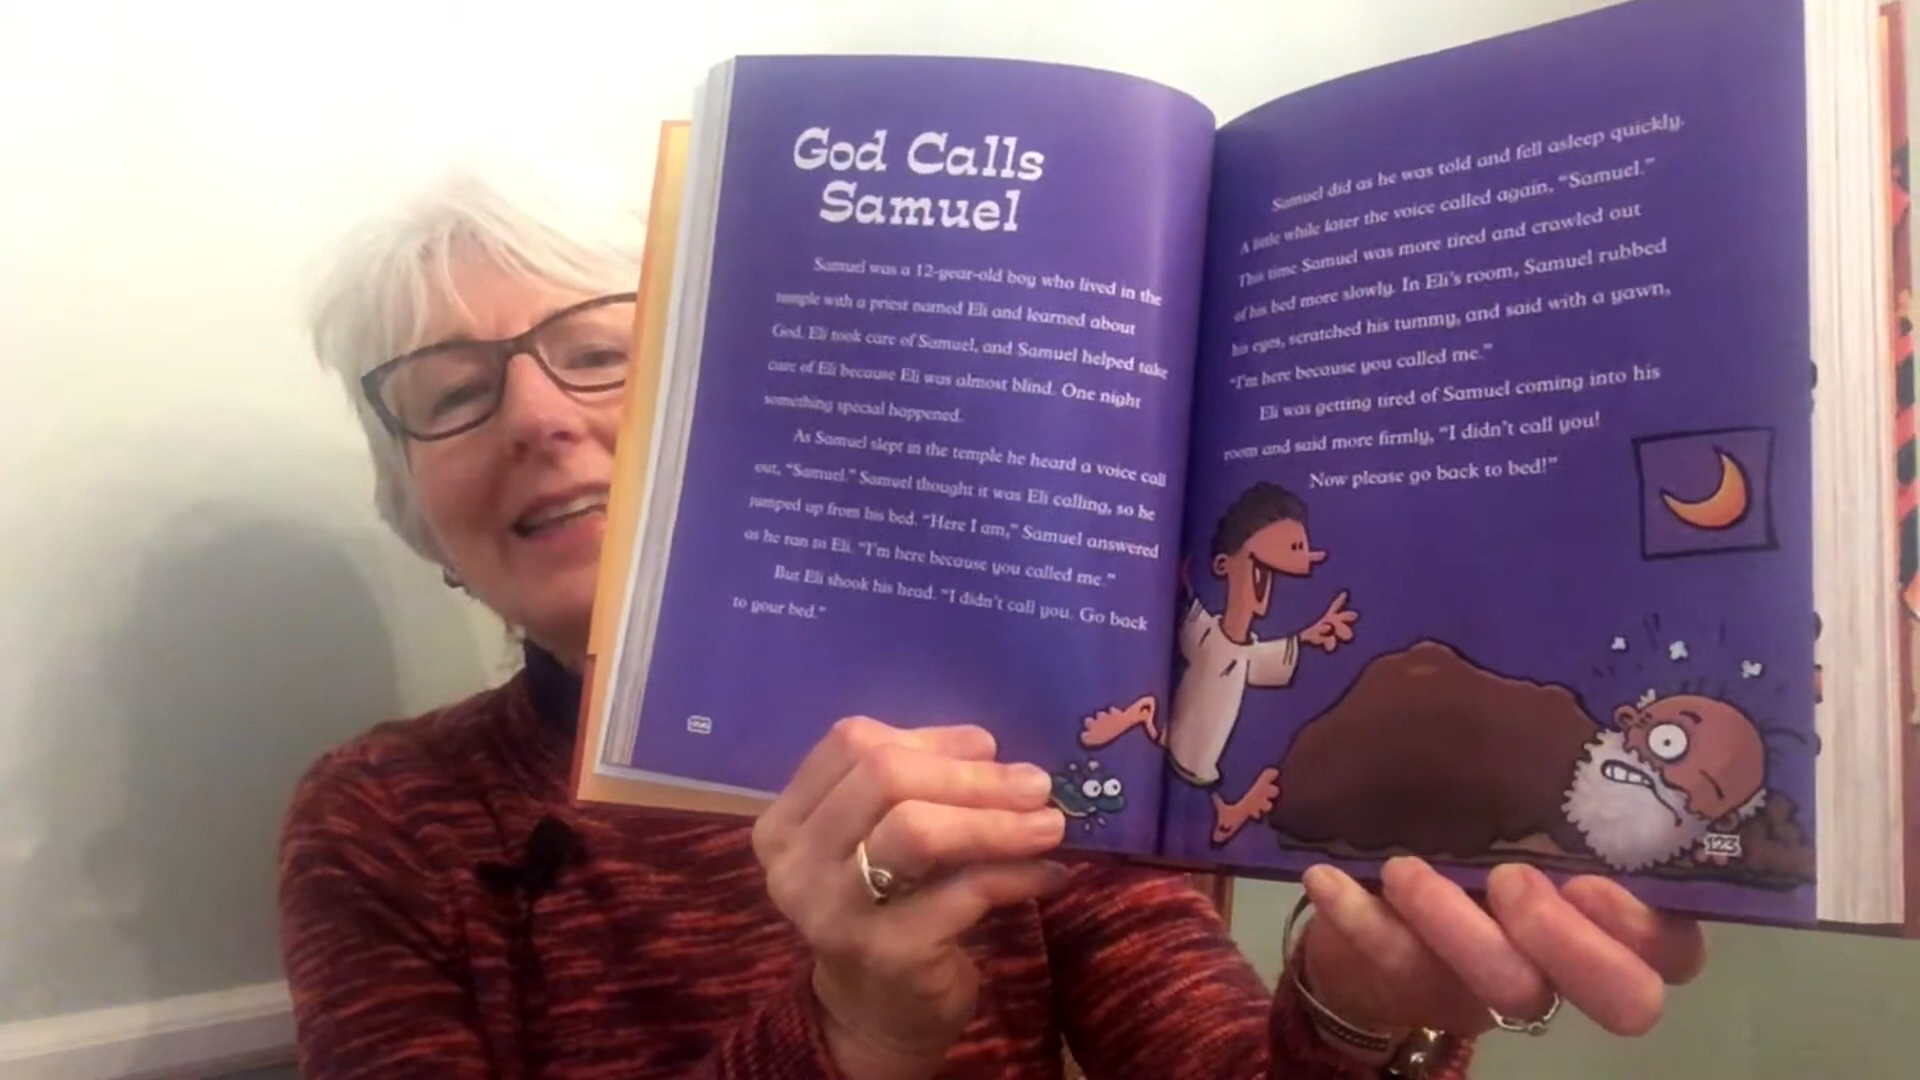 God Calls
Samuel
Samuel was a 12-year-old boy who lived in the
temple with a priest named Eli and learned about
God. Eli took care of Samuel, and Samuel helped take
care of Eli because Eli was almost blind. One night
something special happened.
As Samuel slept in the temple he heard a voice call
out, “Samuel.” Samuel thought it was Eli calling, so he
jumped up from his bed. “Here I am,” Samuel answered
as he ran to Eli. “I’m here because you called me.”
But Eli shook his head. “I didn’t call you. Go back
to your bed.”
Samuel did as he was told and fell asleep quickly.
A little while later the voice called again, “Samuel.”
This time Samuel was more tired and crawled out
of his bed more slowly. In Eli’s room, Samuel rubbed
his eyes, scratched his tummy, and said with a yawn,
“I’m here because you called me.”
Eli was getting tired of Samuel coming into his
room and said more firmly, “I didn’t call you!
Now please go back to bed!”